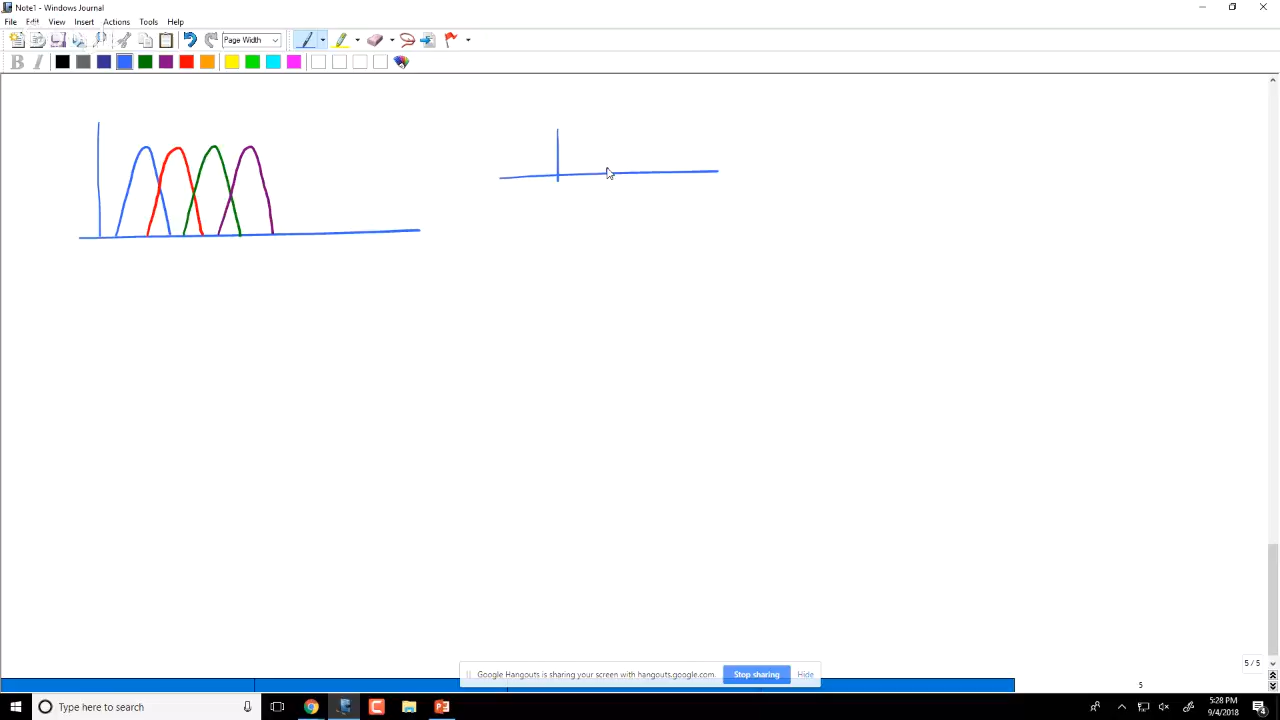 Note1 - Windows Journal
File Edit View Insert Actions Tools Help
Page Width
B I
5 / 5
Google Hangouts is sharing your screen with hangouts.google.com.
Stop sharing
Hide
5
Type here to search
5:28 PM
9/4/2018
4